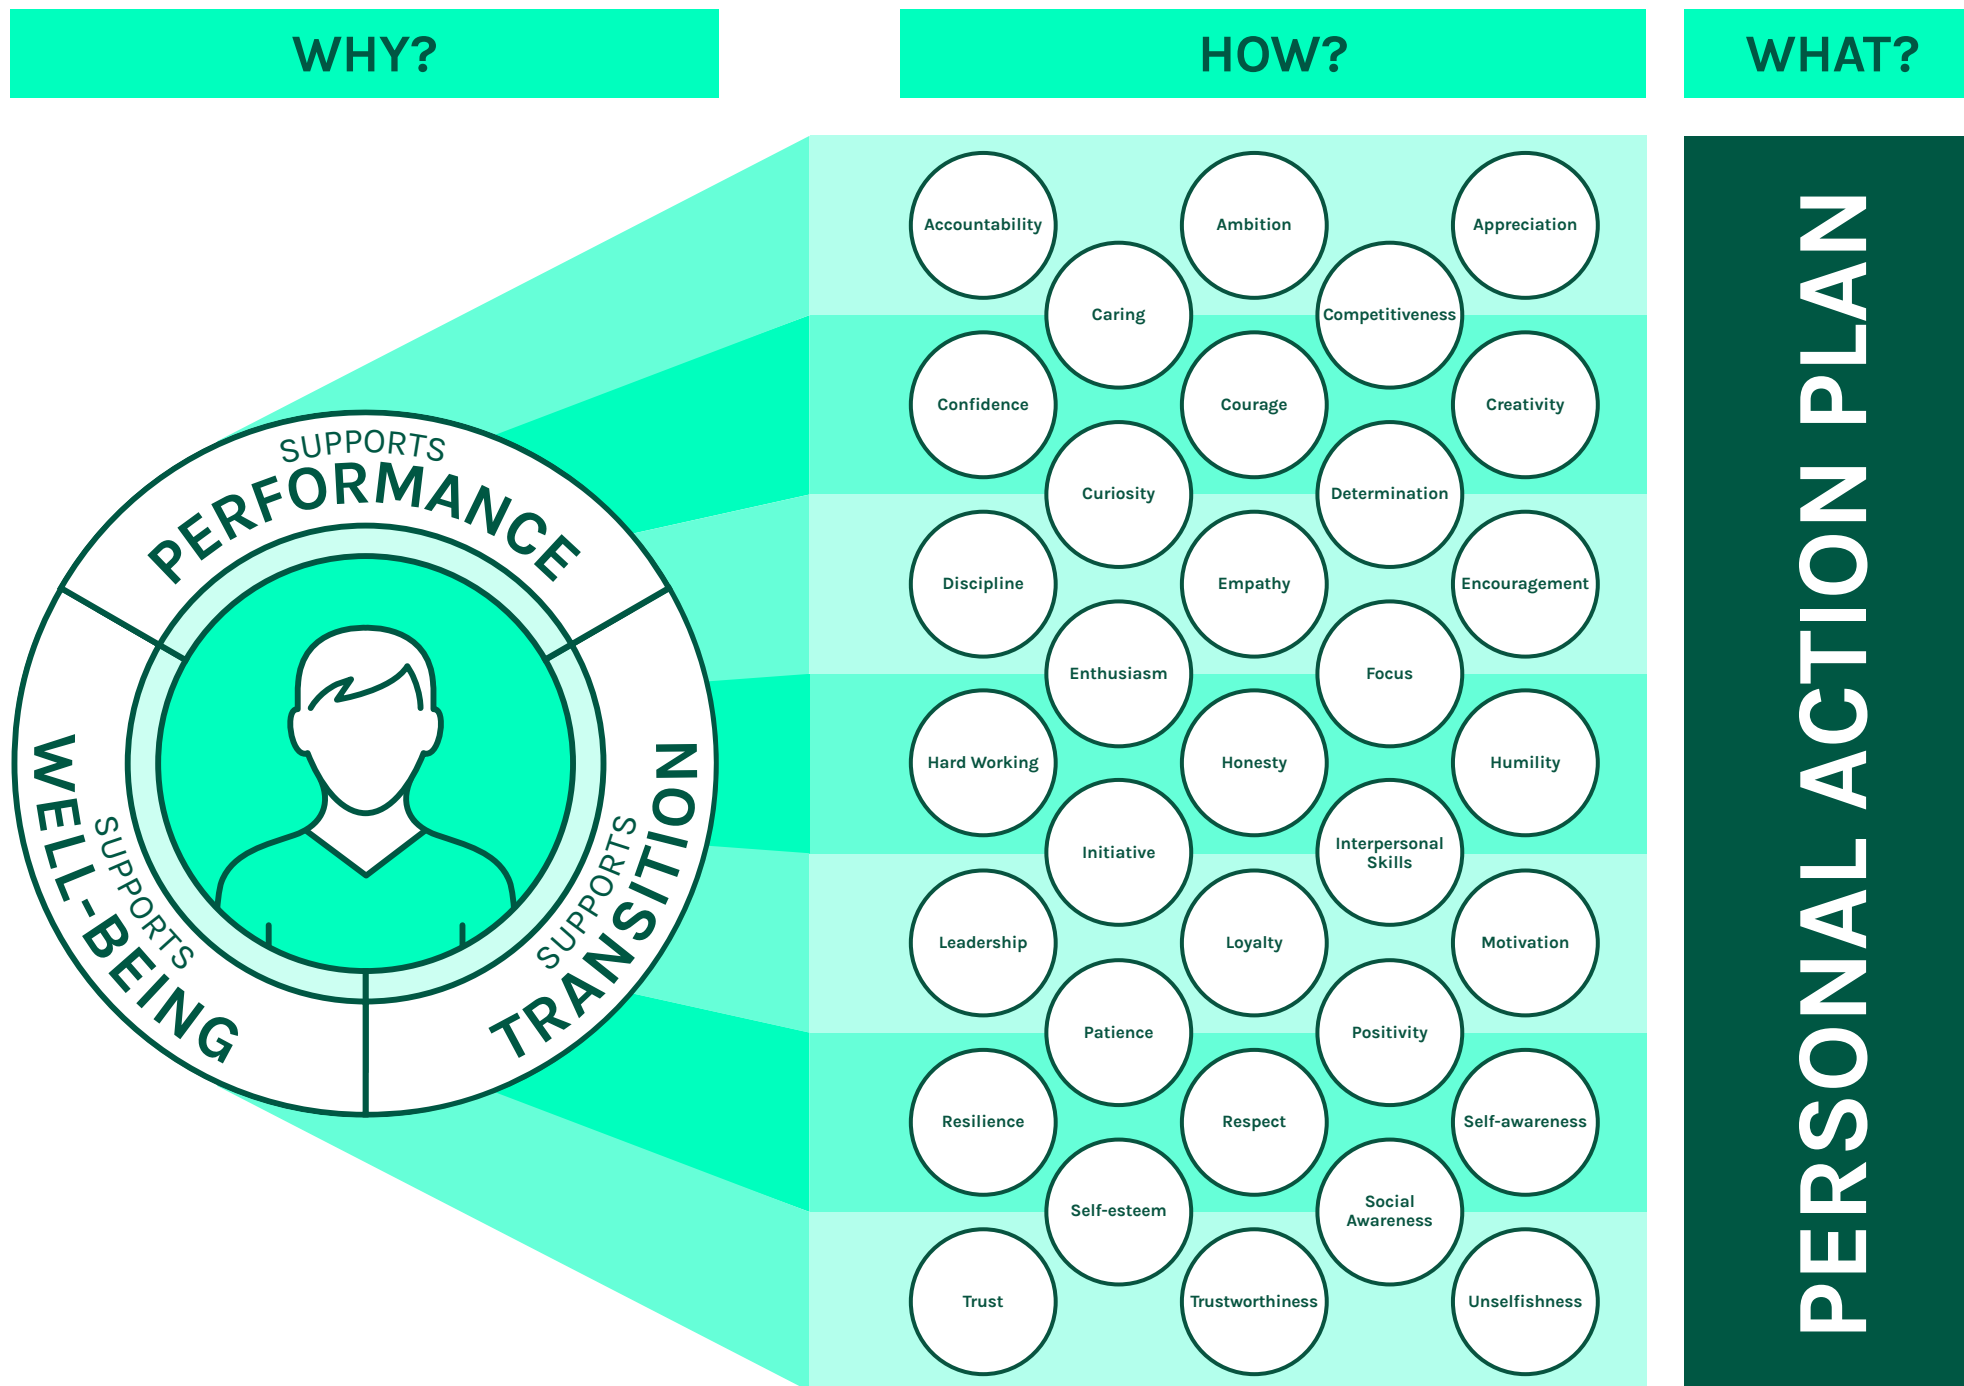 WHY?
HOW?
WHAT?
SUPPORTS
PERFORMANCE
WELL-BEING
SUPPORTS
SUPPORTS
TRANSITION
Accountability
Ambition
Appreciation
Caring
Competitiveness
Confidence
Courage
Creativity
Curiosity
Determination
Discipline
Empathy
Encouragement
Enthusiasm
Focus
Hard Working
Honesty
Humility
Initiative
Interpersonal
Skills
Leadership
Loyalty
Motivation
Patience
Positivity
Resilience
Respect
Self-awareness
Self-esteem
Social
Awareness
Trust
Trustworthiness
Unselfishness
PERSONAL ACTION PLAN